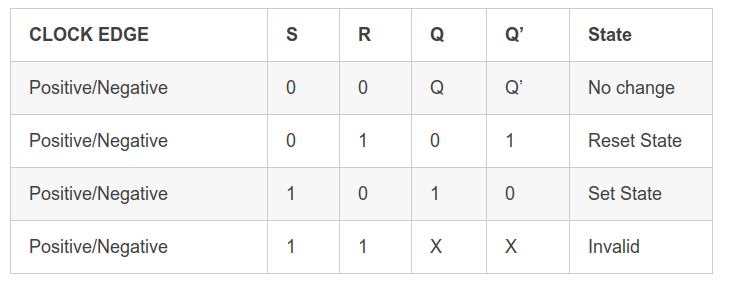 CLOCK EDGE S R Q Q’ State
Positive/Negative 0 0 Q Q’ No change
Positive/Negative 0 1 0 1 Reset State
Positive/Negative 1 0 1 0 Set State
Positive/Negative 1 1 X X Invalid